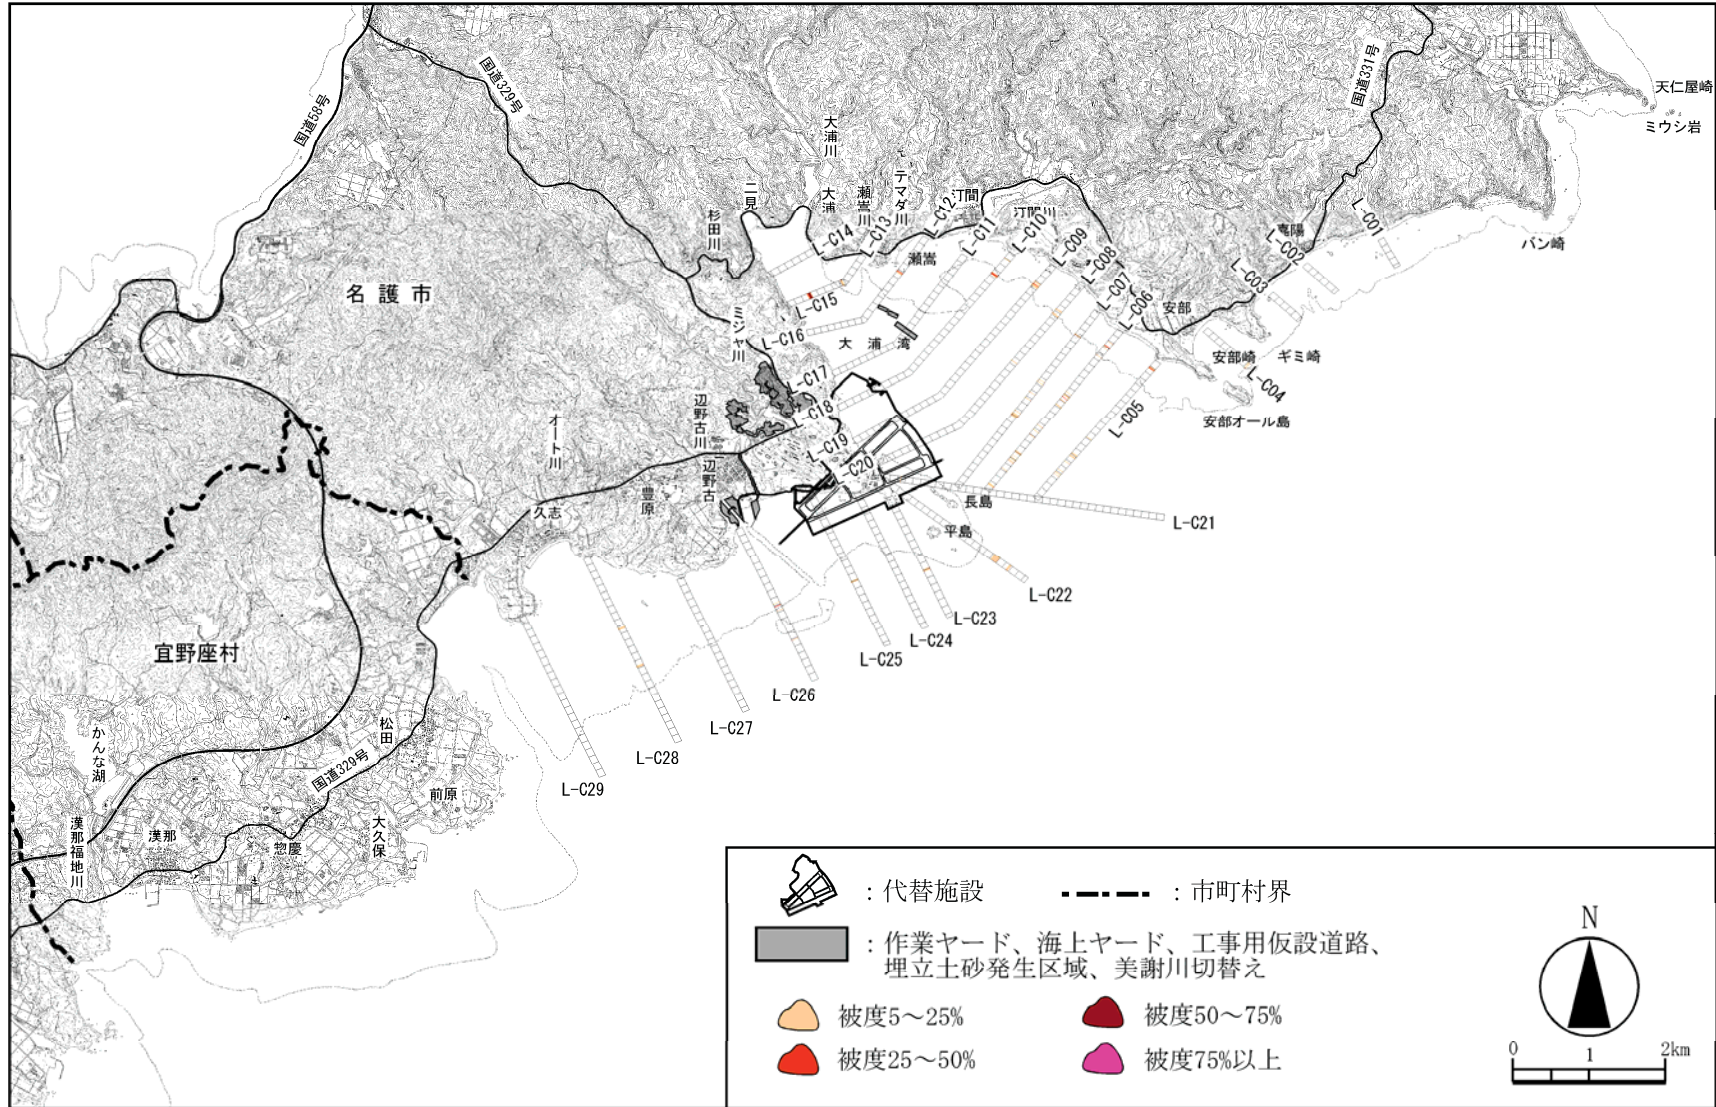 国道58号
国道329号
国道331号
天仁屋崎
ミウシ岩
バン崎
大浦川
二見
大浦
瀬嵩川
テマダ川
汀間
汀間川
杉田川
名護市
瀬嵩
嘉陽
安部
安部崎
ギミ崎
安部オール島
ミジャ川
大浦湾
辺野古川
辺野古
オート川
豊原
久志
長島
平島
宜野座村
かんな湖
松田
国道329号
前原
大久保
惣慶
漢那
漢那福地川
L-C01
L-C02
L-C03
L-C04
L-C05
L-C06
L-C07
L-C08
L-C09
L-C10
L-C11
L-C12
L-C13
L-C14
L-C15
L-C16
L-C17
L-C18
L-C19
L-C20
L-C21
L-C22
L-C23
L-C24
L-C25
L-C26
L-C27
L-C28
L-C29
：代替施設
：市町村界
：作業ヤード、海上ヤード、工事用仮設道路、
埋立土砂発生区域、美謝川切替え
被度5～25%
被度50～75%
被度25～50%
被度75%以上
N
0 1 2km